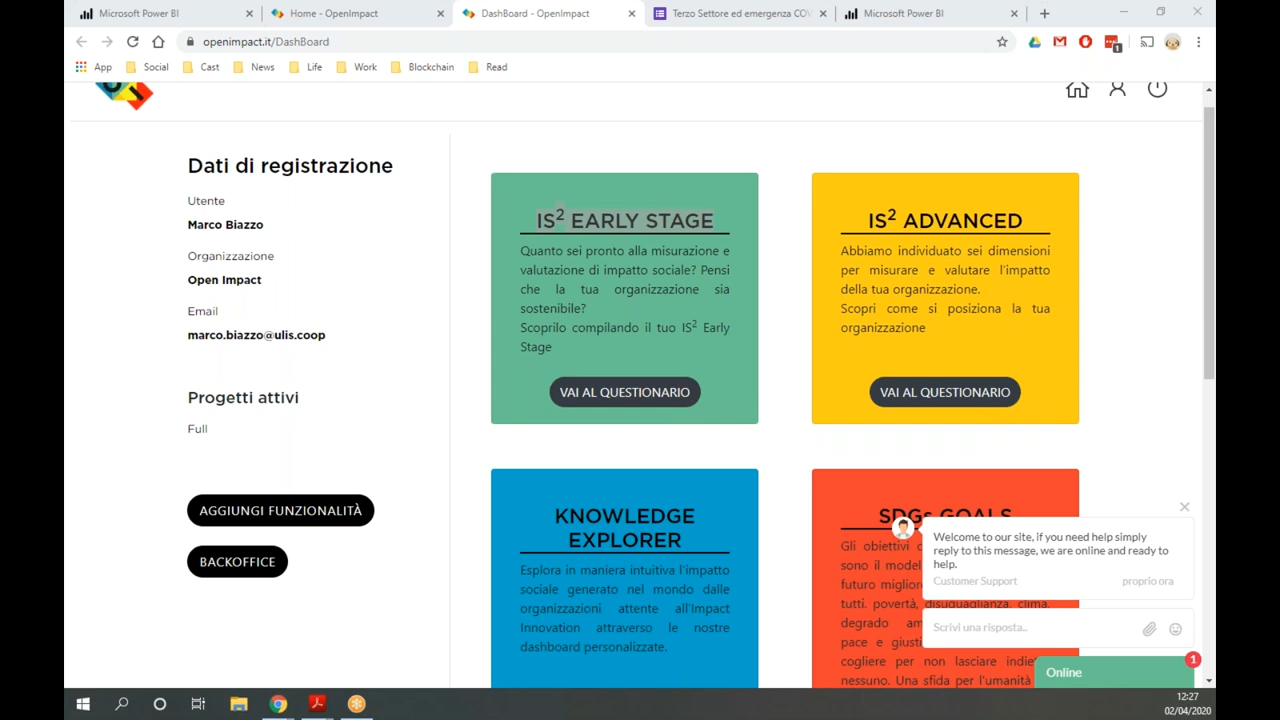 Microsoft Power BI
Home - OpenImpact
DashBoard - OpenImpact
Terzo Settore ed emergenza COV
Microsoft Power BI
openimpact.it/DashBoard
1
App
Social
Cast
News
Life
Work
Blockchain
Read
Dati di registrazione
Utente
Marco Biazzo
Organizzazione
Open Impact
Email
marco.biazzo@ulis.coop
Progetti attivi
Full
AGGIUNGI FUNZIONALITÀ
BACKOFFICE
IS² EARLY STAGE
Quanto sei pronto alla misurazione e
valutazione di impatto sociale? Pensi
che la tua organizzazione sia
sostenibile?
Scoprilo compilando il tuo IS² Early
Stage
VAI AL QUESTIONARIO
IS² ADVANCED
Abbiamo individuato sei dimensioni
per misurare e valutare l'impatto
della tua organizzazione.
Scopri come si posiziona la tua
organizzazione
VAI AL QUESTIONARIO
KNOWLEDGE
EXPLORER
Esplora in maniera intuitiva l'impatto
sociale generato nel mondo dalle
organizzazioni attente all'Impact
Innovation attraverso le nostre
dashboard personalizzate.
SDGs GOALS
Gli obiettivi
sono il model
futuro miglior
tutti. povertà, disuguaglianza, clima,
degrado am
pace e giusti
cogliere per non lasciare indie
nessuno. Una sfida per l'umanità
Welcome to our site, if you need help simply
reply to this message, we are online and ready to
help.
Customer Support
proprio ora
Scrivi una risposta..
Online
1
12:27
02/04/2020